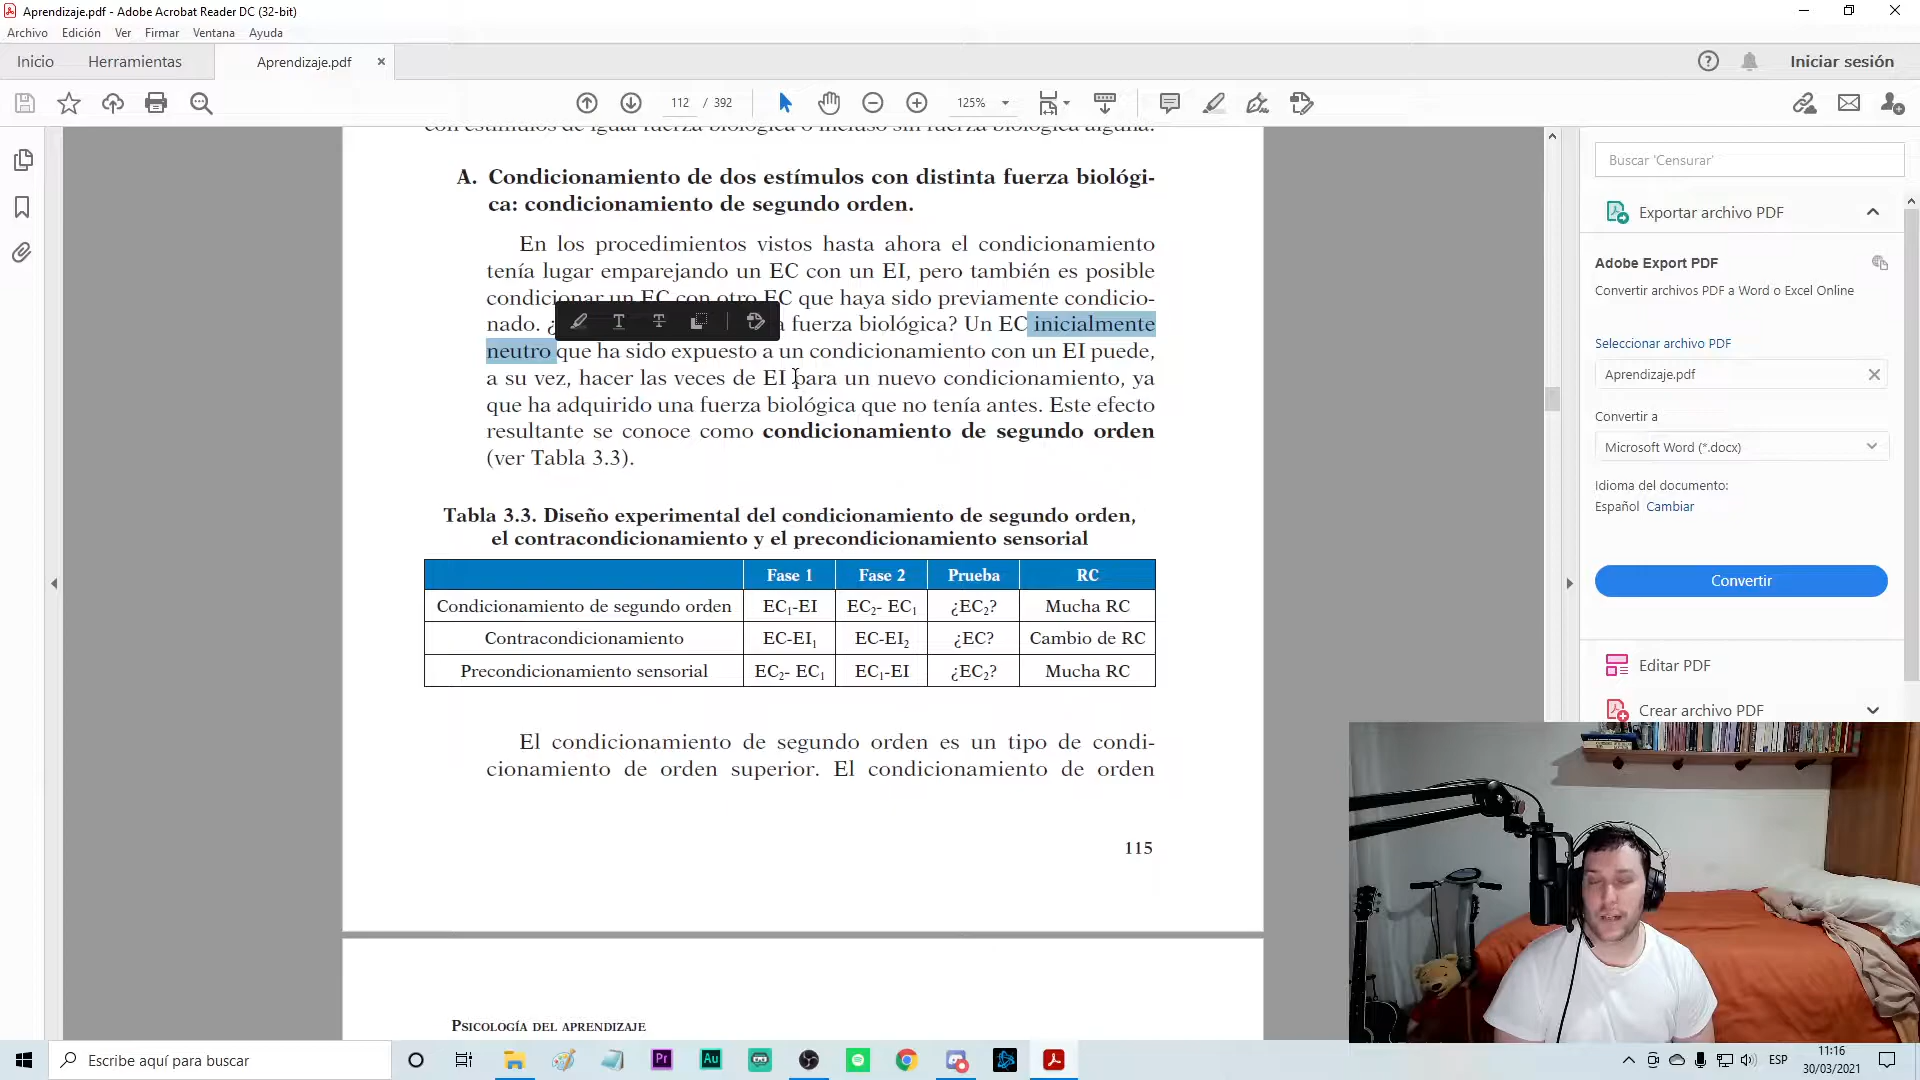 Aprendizaje.pdf - Adobe Acrobat Reader DC (32-bit)
Archivo Edición Ver Firmar Ventana Ayuda
Inicio Herramientas Aprendizaje.pdf Iniciar sesión
112 / 392 125%
con estímulos de igual fuerza biológica o incluso sin fuerza biológica alguna.
A. Condicionamiento de dos estímulos con distinta fuerza biológi-
ca: condicionamiento de segundo orden.
En los procedimientos vistos hasta ahora el condicionamiento
tenía lugar emparejando un EC con un EI, pero también es posible
condicionar un EC con otro EC que haya sido previamente condicio-
nado. ¿ a fuerza biológica? Un EC inicialmente
neutro que ha sido expuesto a un condicionamiento con un EI puede,
a su vez, hacer las veces de EI para un nuevo condicionamiento, ya
que ha adquirido una fuerza biológica que no tenía antes. Este efecto
resultante se conoce como condicionamiento de segundo orden
(ver Tabla 3.3).
Tabla 3.3. Diseño experimental del condicionamiento de segundo orden,
el contracondicionamiento y el precondicionamiento sensorial
Fase 1 Fase 2 Prueba RC
Condicionamiento de segundo orden EC1-EI EC2- EC1 ¿EC2? Mucha RC
Contracondicionamiento EC-EI1 EC-EI2 ¿EC? Cambio de RC
Precondicionamiento sensorial EC2- EC1 EC1-EI ¿EC2? Mucha RC
El condicionamiento de segundo orden es un tipo de condi-
cionamiento de orden superior. El condicionamiento de orden
115
PSICOLOGÍA DEL APRENDIZAJE
Buscar 'Censurar'
Exportar archivo PDF
Adobe Export PDF
Convertir archivos PDF a Word o Excel Online
Seleccionar archivo PDF
Aprendizaje.pdf
Convertir a
Microsoft Word (*.docx)
Idioma del documento:
Español Cambiar
Convertir
Editar PDF
Crear archivo PDF
Escribe aquí para buscar
Pr Au
ESP
11:16
30/03/2021